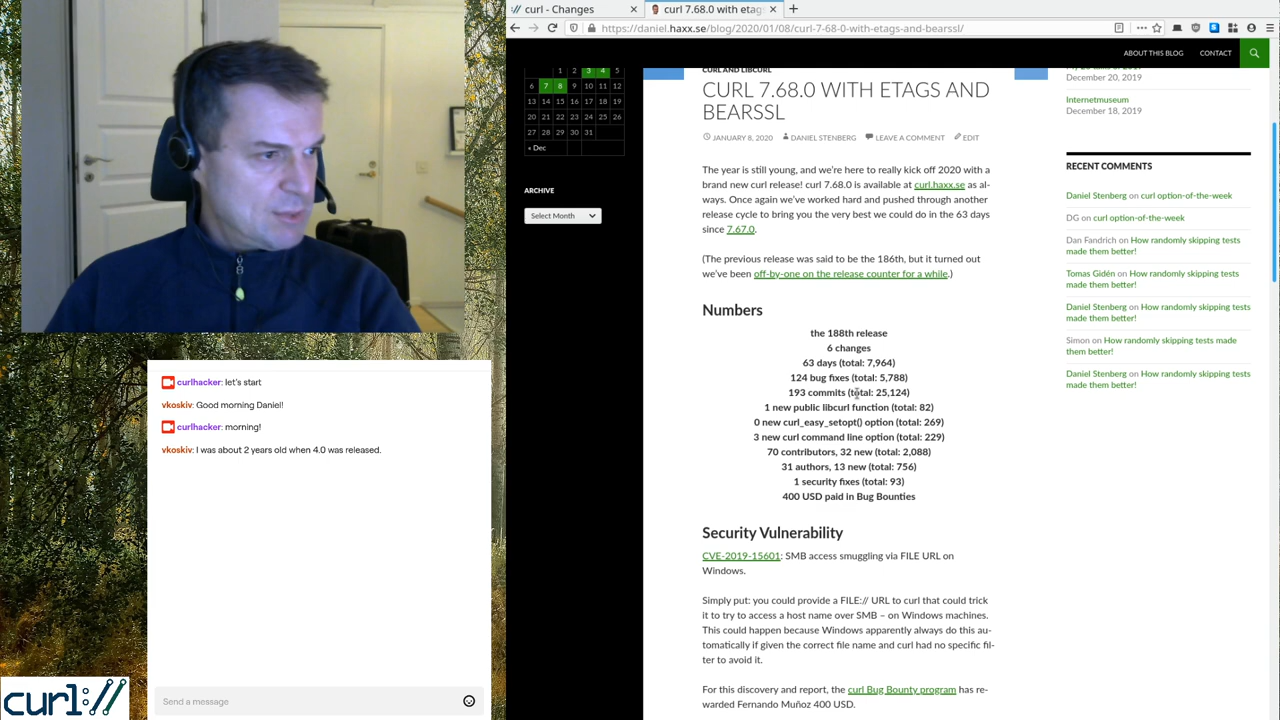 curl - Changes
curl 7.68.0 with etags
https://daniel.haxx.se/blog/2020/01/08/curl-7-68-0-with-etags-and-bearssl/
ABOUT THIS BLOG
CONTACT
1 2 3 4 5
6 7 8 9 10 11 12
13 14 15 16 17 18 19
20 21 22 23 24 25 26
27 28 29 30 31
« Dec
ARCHIVE
Select Month
CURL AND LIBCURL
CURL 7.68.0 WITH ETAGS AND
BEARSSL
JANUARY 8, 2020 DANIEL STENBERG LEAVE A COMMENT EDIT
The year is still young, and we're here to really kick off 2020 with a
brand new curl release! curl 7.68.0 is available at curl.haxx.se as al-
ways. Once again we've worked hard and pushed through another
release cycle to bring you the very best we could do in the 63 days
since 7.67.0.
(The previous release was said to be the 186th, but it turned out
we've been off-by-one on the release counter for a while.)
Numbers
the 188th release
6 changes
63 days (total: 7,964)
124 bug fixes (total: 5,788)
193 commits (total: 25,124)
1 new public libcurl function (total: 82)
0 new curl_easy_setopt() option (total: 269)
3 new curl command line option (total: 229)
70 contributors, 32 new (total: 2,088)
31 authors, 13 new (total: 756)
1 security fixes (total: 93)
400 USD paid in Bug Bounties
Security Vulnerability
CVE-2019-15601: SMB access smuggling via FILE URL on
Windows.
Simply put: you could provide a FILE:// URL to curl that could trick
it to try to access a host name over SMB – on Windows machines.
This could happen because Windows apparently always do this au-
tomatically if given the correct file name and curl had no specific fil-
ter to avoid it.
For this discovery and report, the curl Bug Bounty program has re-
warded Fernando Muñoz 400 USD.
December 20, 2019
Internetmuseum
December 18, 2019
RECENT COMMENTS
Daniel Stenberg on curl option-of-the-week
DG on curl option-of-the-week
Dan Fandrich on How randomly skipping tests
made them better!
Tomas Gidén on How randomly skipping tests
made them better!
Daniel Stenberg on How randomly skipping tests
made them better!
Simon on How randomly skipping tests made
them better!
Daniel Stenberg on How randomly skipping tests
made them better!
curlhacker: let's start
vkoskiv: Good morning Daniel!
curlhacker: morning!
vkoskiv: I was about 2 years old when 4.0 was released.
Send a message
curl://